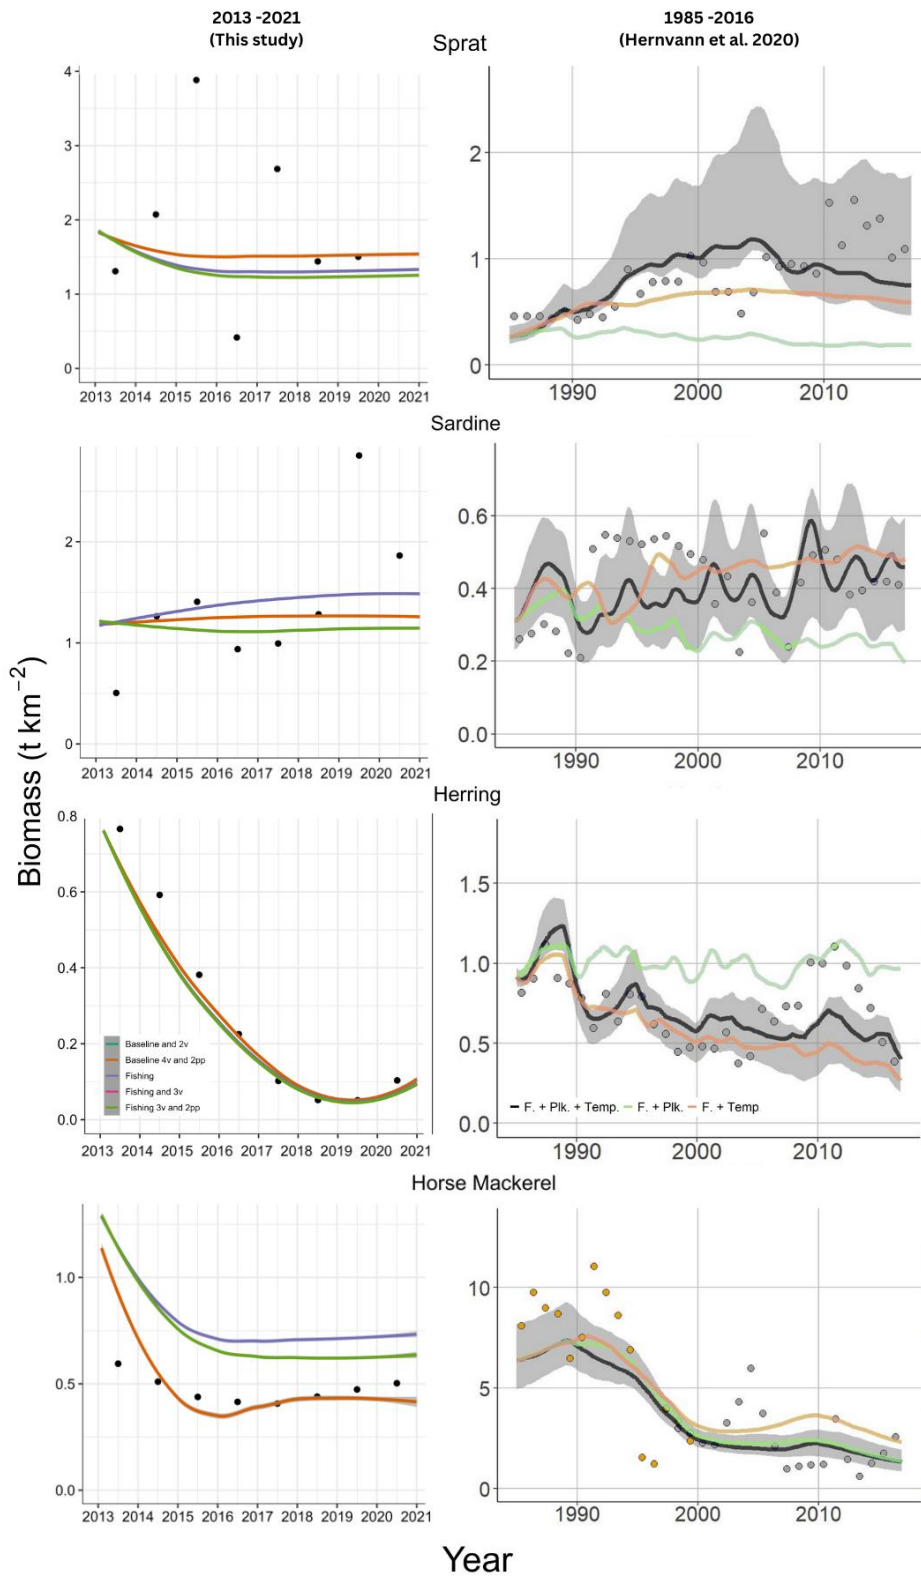 2013 -2021
(This study)
1985 -2016
(Hernvann et al. 2020)
Sprat
4
3
2
1
0
2013 2014 2015 2016 2017 2018 2019 2020 2021
2
1
0
1990 2000 2010
Sardine
2
1
0
2013 2014 2015 2016 2017 2018 2019 2020 2021
0.6
0.4
0.2
0.0
1990 2000 2010
Biomass (t km⁻²)
Herring
0.8
0.6
0.4
0.2
0.0
Baseline and 2v
Baseline 4v and 2pp
Fishing
Fishing and 3v
Fishing 3v and 2pp
2013 2014 2015 2016 2017 2018 2019 2020 2021
1.5
1.0
0.5
0.0
F. + Plk. + Temp. F. + Plk. F. + Temp
1990 2000 2010
Horse Mackerel
1.0
0.5
0.0
2013 2014 2015 2016 2017 2018 2019 2020 2021
10
5
0
1990 2000 2010
Year